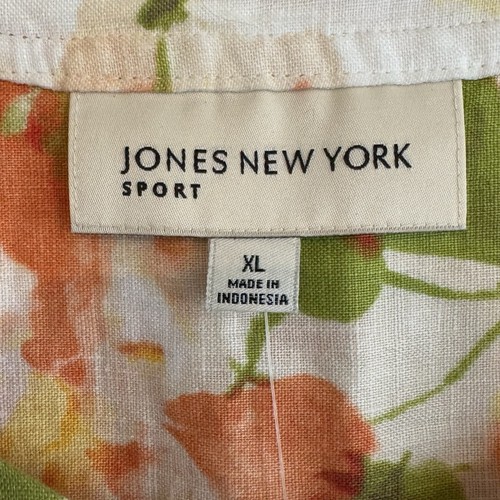 JONES NEW YORK
SPORT
XL
MADE IN
INDONESIA